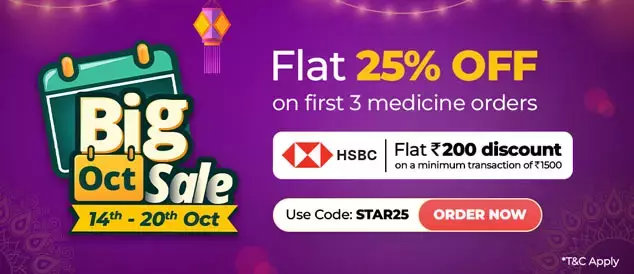 Big
Oct Sale
14th - 20th Oct
Flat 25% OFF
on first 3 medicine orders
HSBC
Flat ₹200 discount
on a minimum transaction of ₹1500
Use Code: STAR25
ORDER NOW
*T&C Apply